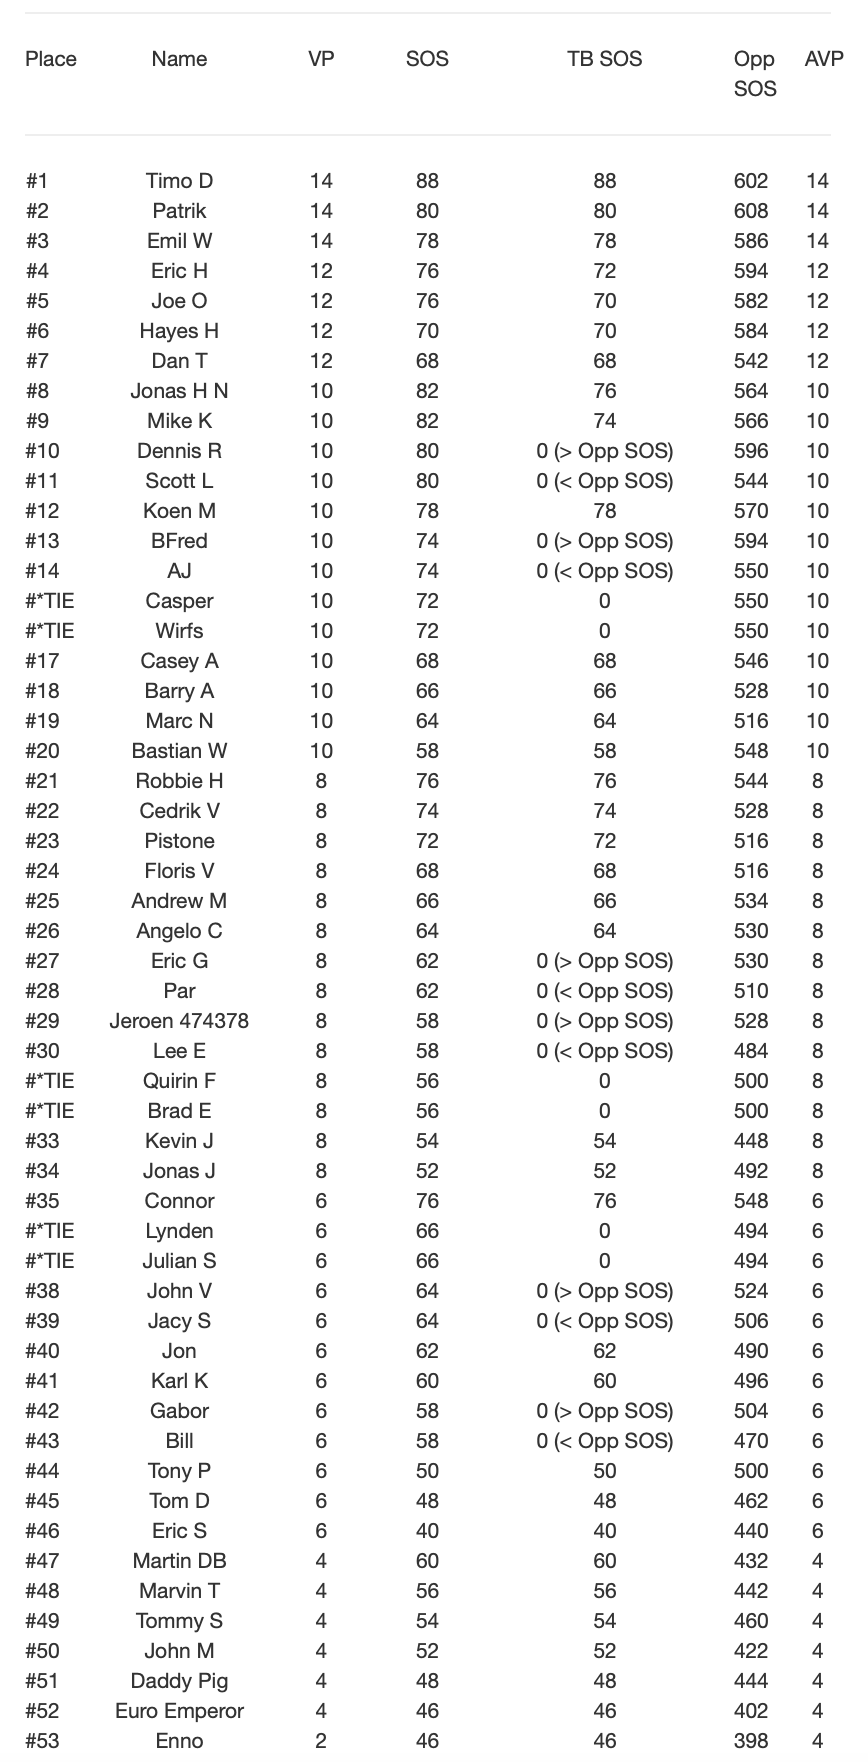 Place Name VP SOS TB SOS Opp SOS AVP
#1 Timo D 14 88 88 602 14
#2 Patrik 14 80 80 608 14
#3 Emil W 14 78 78 586 14
#4 Eric H 12 76 72 594 12
#5 Joe O 12 76 70 582 12
#6 Hayes H 12 70 70 584 12
#7 Dan T 12 68 68 542 12
#8 Jonas H N 10 82 76 564 10
#9 Mike K 10 82 74 566 10
#10 Dennis R 10 80 0 (> Opp SOS) 596 10
#11 Scott L 10 80 0 (< Opp SOS) 544 10
#12 Koen M 10 78 78 570 10
#13 BFred 10 74 0 (> Opp SOS) 594 10
#14 AJ 10 74 0 (< Opp SOS) 550 10
#*TIE Casper 10 72 0 550 10
#*TIE Wirfs 10 72 0 550 10
#17 Casey A 10 68 68 546 10
#18 Barry A 10 66 66 528 10
#19 Marc N 10 64 64 516 10
#20 Bastian W 10 58 58 548 10
#21 Robbie H 8 76 76 544 8
#22 Cedrik V 8 74 74 528 8
#23 Pistone 8 72 72 516 8
#24 Floris V 8 68 68 516 8
#25 Andrew M 8 66 66 534 8
#26 Angelo C 8 64 64 530 8
#27 Eric G 8 62 0 (> Opp SOS) 530 8
#28 Par 8 62 0 (< Opp SOS) 510 8
#29 Jeroen 474378 8 58 0 (> Opp SOS) 528 8
#30 Lee E 8 58 0 (< Opp SOS) 484 8
#*TIE Quirin F 8 56 0 500 8
#*TIE Brad E 8 56 0 500 8
#33 Kevin J 8 54 54 448 8
#34 Jonas J 8 52 52 492 8
#35 Connor 6 76 76 548 6
#*TIE Lynden 6 66 0 494 6
#*TIE Julian S 6 66 0 494 6
#38 John V 6 64 0 (> Opp SOS) 524 6
#39 Jacy S 6 64 0 (< Opp SOS) 506 6
#40 Jon 6 62 62 490 6
#41 Karl K 6 60 60 496 6
#42 Gabor 6 58 0 (> Opp SOS) 504 6
#43 Bill 6 58 0 (< Opp SOS) 470 6
#44 Tony P 6 50 50 500 6
#45 Tom D 6 48 48 462 6
#46 Eric S 6 40 40 440 6
#47 Martin DB 4 60 60 432 4
#48 Marvin T 4 56 56 442 4
#49 Tommy S 4 54 54 460 4
#50 John M 4 52 52 422 4
#51 Daddy Pig 4 48 48 444 4
#52 Euro Emperor 4 46 46 402 4
#53 Enno 2 46 46 398 4